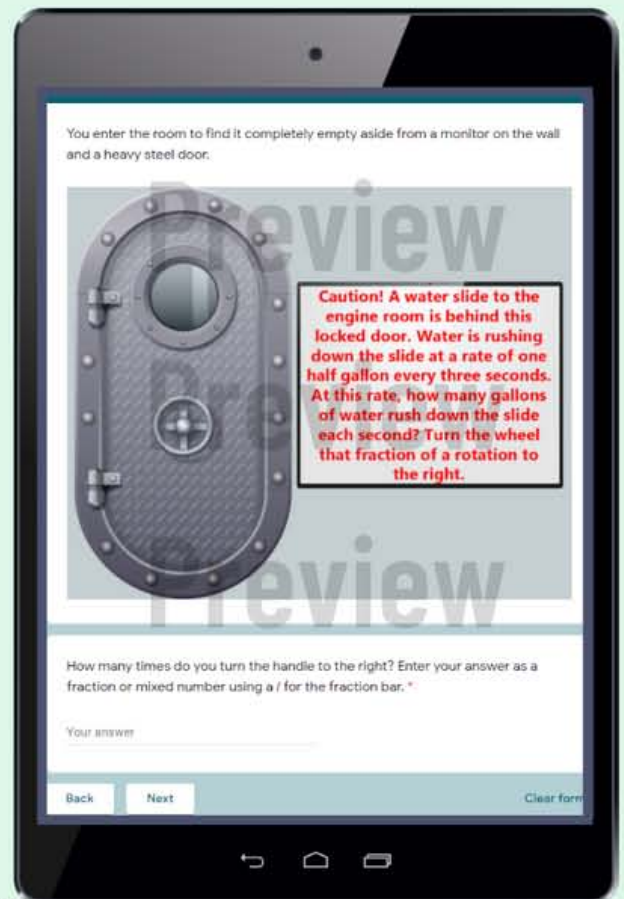 You enter the room to find it completely empty aside from a monitor on the wall
and a heavy steel door.
Preview
Caution! A water slide to the
engine room is behind this
locked door. Water is rushing
down the slide at a rate of one
half gallon every three seconds.
At this rate, how many gallons
of water rush down the slide
each second? Turn the wheel
that fraction of a rotation to
the right.
Preview
Preview
How many times do you turn the handle to the right? Enter your answer as a
fraction or mixed number using a / for the fraction bar. *
Your answer
Back Next Clear form